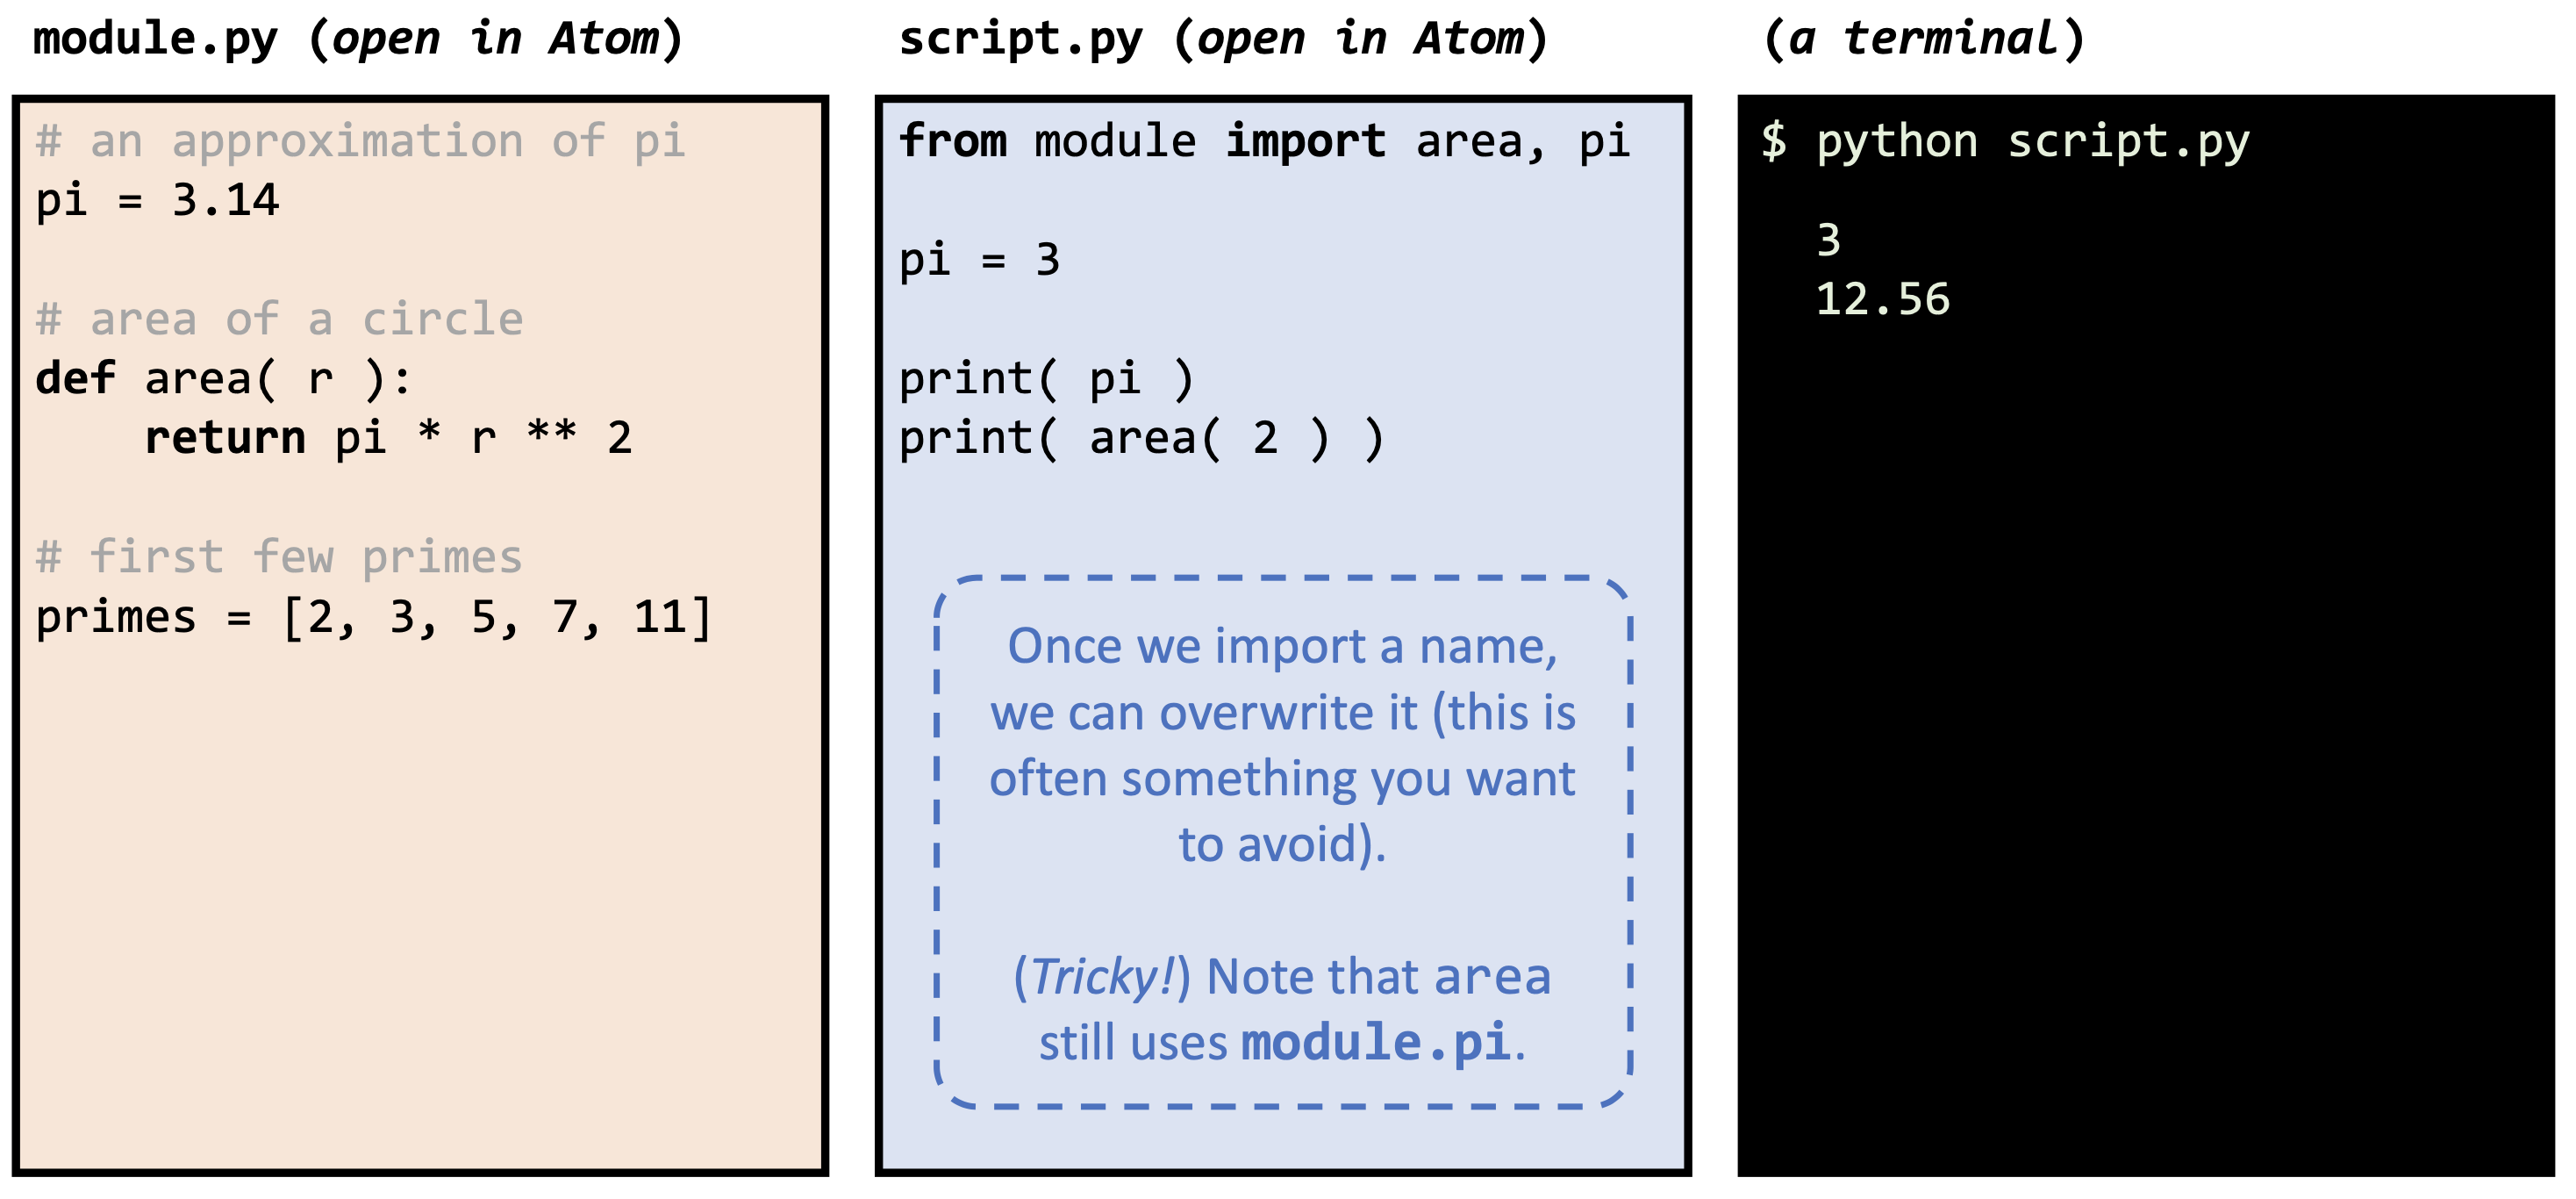 module.py (open in Atom)
# an approximation of pi
pi = 3.14
# area of a circle
def area( r ):
    return pi * r ** 2
# first few primes
primes = [2, 3, 5, 7, 11]
script.py (open in Atom)
from module import area, pi
pi = 3
print( pi )
print( area( 2 ) )
Once we import a name,
we can overwrite it (this is
often something you want
to avoid).
(Tricky!) Note that area
still uses module.pi.
(a terminal)
$ python script.py
3
12.56